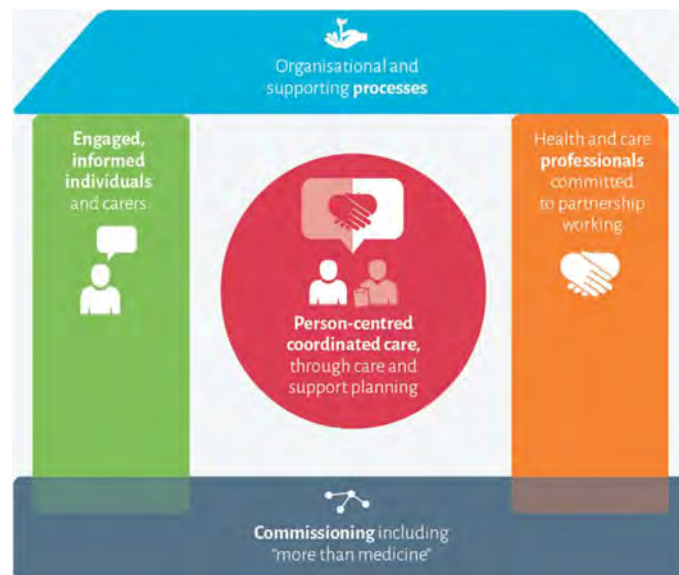 Organisational and
supporting processes
Engaged,
informed
individuals
and carers
Health and care
professionals
committed
to partnership
working
Person-centred
coordinated care,
through care and
support planning
Commissioning including
"more than medicine"